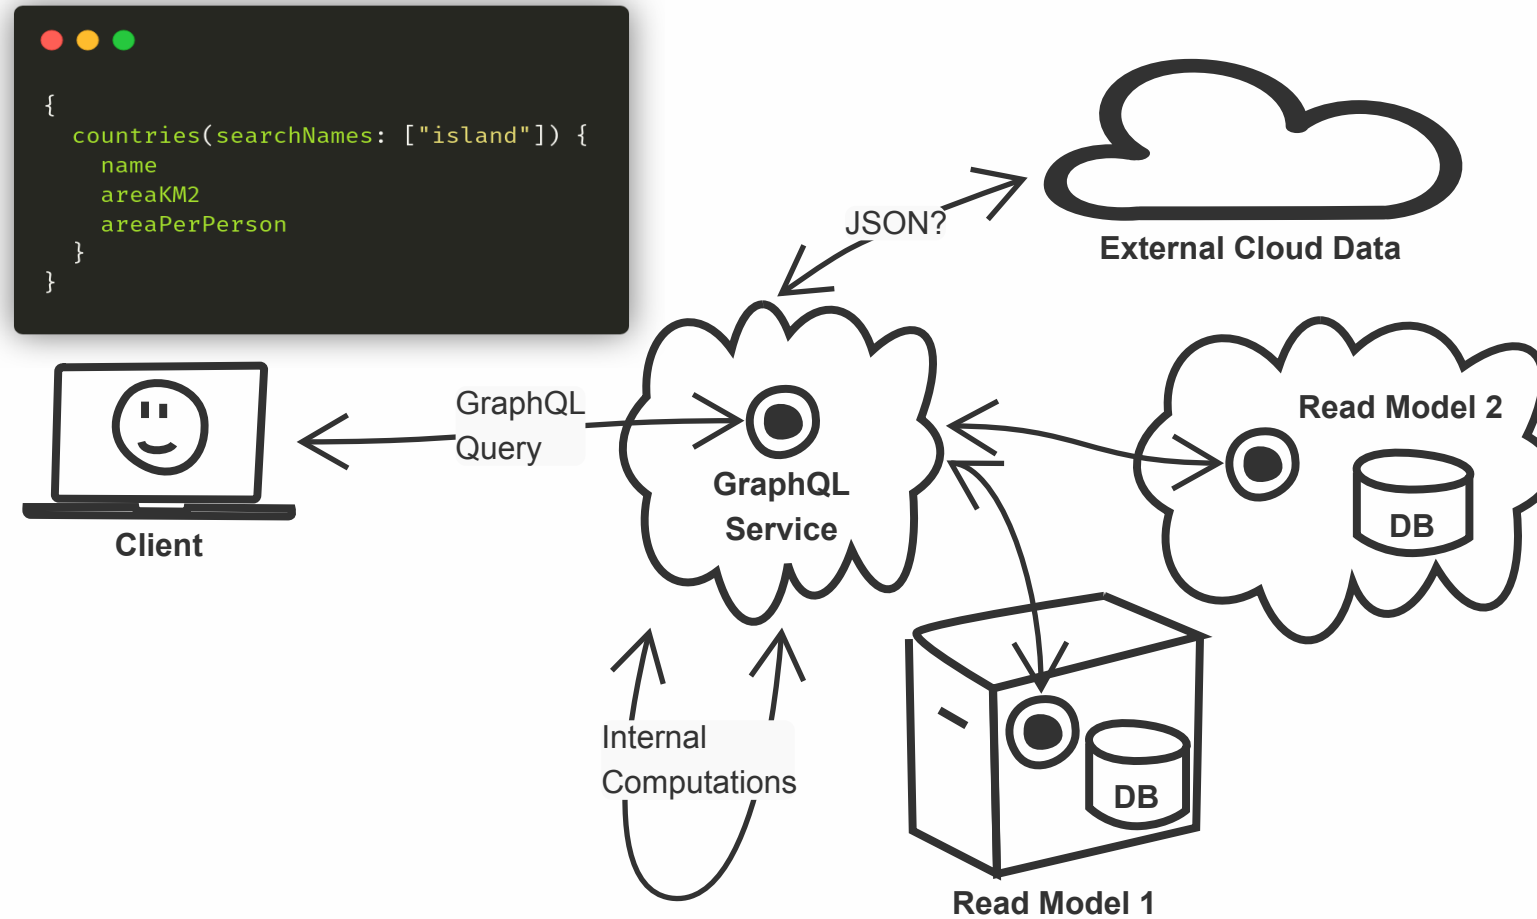 {
  countries(searchNames: ["island"]) {
    name
    areaKM2
    areaPerPerson
  }
}
JSON?
External Cloud Data
GraphQL
Query
Client
GraphQL
Service
Read Model 2
DB
Internal
Computations
DB
Read Model 1